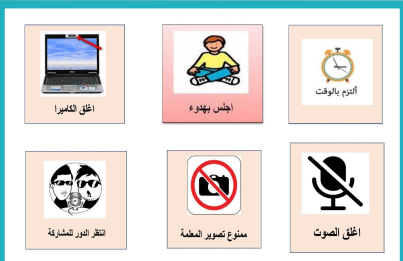 ألتزم بالوقت
اجلس بهدوء
اغلق الكاميرا
اغلق الصوت
ممنوع تصوير المعلمة
انتظر الدور للمشاركة